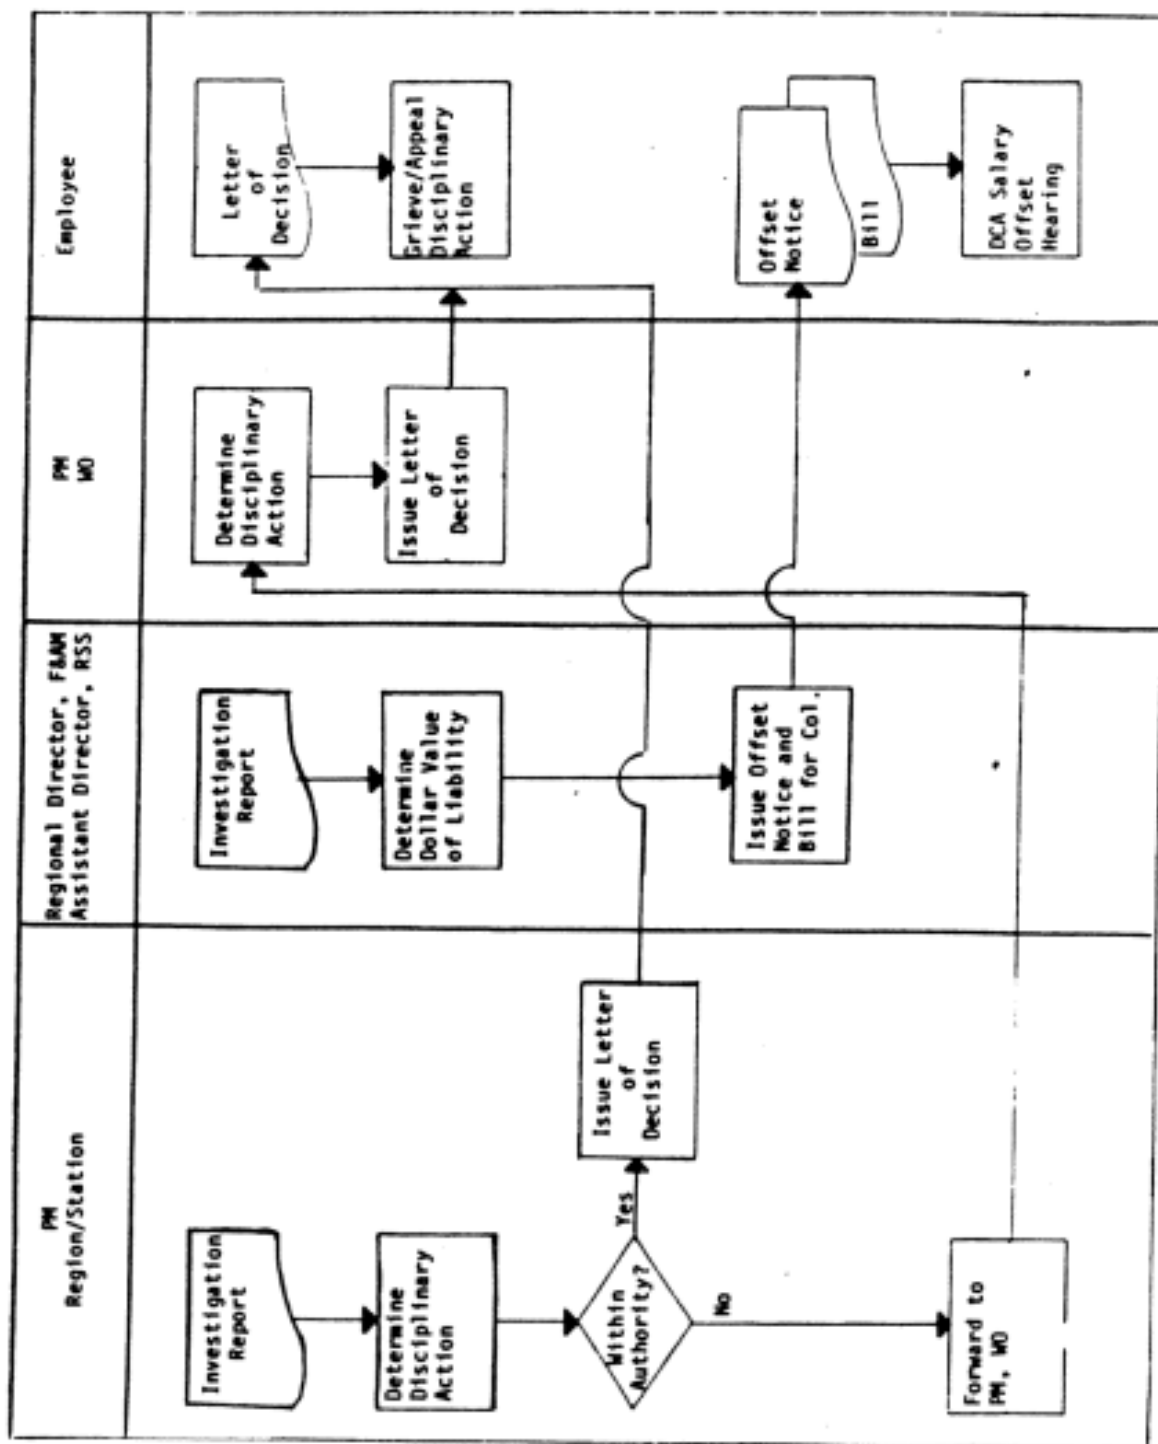 PM
Region/Station
Regional Director, F&AM
Assistant Director, RSS
PM
WO
Employee
Investigation
Report
Determine
Disciplinary
Action
Within
Authority?
Yes
No
Issue Letter
of
Decision
Forward to
PM, WO
Investigation
Report
Determine
Dollar Value
of Liability
Issue Offset
Notice and
Bill for Col.
Determine
Disciplinary
Action
Issue Letter
of
Decision
Letter
of
Decision
Grieve/Appeal
Disciplinary
Action
Offset
Notice
Bill
DCA Salary
Offset
Hearing